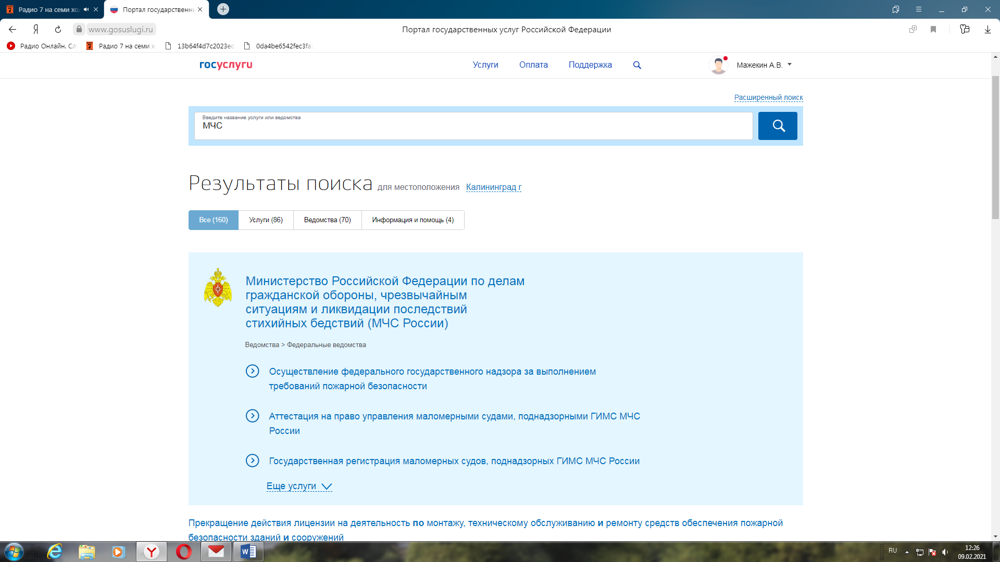 Радио 7 на семи хол
Портал государственнь
www.gosuslugi.ru
Портал государственных услуг Российской Федерации
Радио Онлайн. Сл
Радио 7 на семи х
13b64f4d7c2023ec
0da4be6542fec3fa
госуслуги
Услуги
Оплата
Поддержка
Мажекин А.В.
Расширенный поиск
Введите название услуги или ведомства
МЧС
Результаты поиска для местоположения Калининград г
Все (160)
Услуги (86)
Ведомства (70)
Информация и помощь (4)
Министерство Российской Федерации по делам
гражданской обороны, чрезвычайным
ситуациям и ликвидации последствий
стихийных бедствий (МЧС России)
Ведомства > Федеральные ведомства
Осуществление федерального государственного надзора за выполнением
требований пожарной безопасности
Аттестация на право управления маломерными судами, поднадзорными ГИМС МЧС
России
Государственная регистрация маломерных судов, поднадзорных ГИМС МЧС России
Еще услуги
Прекращение действия лицензии на деятельность по монтажу, техническому обслуживанию и ремонту средств обеспечения пожарной
безопасности зданий и сооружений
RU
12:26
09.02.2021